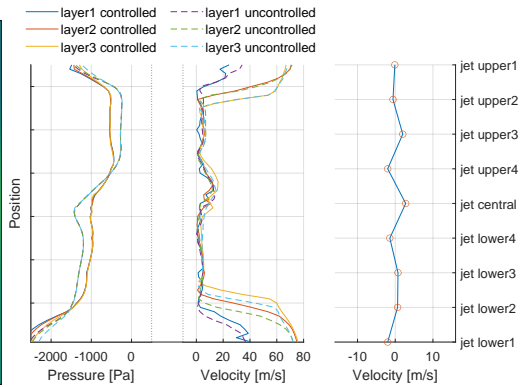 layer1 controlled layer1 uncontrolled
layer2 controlled layer2 uncontrolled
layer3 controlled layer3 uncontrolled
Position
jet upper1
jet upper2
jet upper3
jet upper4
jet central
jet lower4
jet lower3
jet lower2
jet lower1
-2000 -1000 0
0 20 40 60 80
-10 0 10
Pressure [Pa]
Velocity [m/s]
Velocity [m/s]